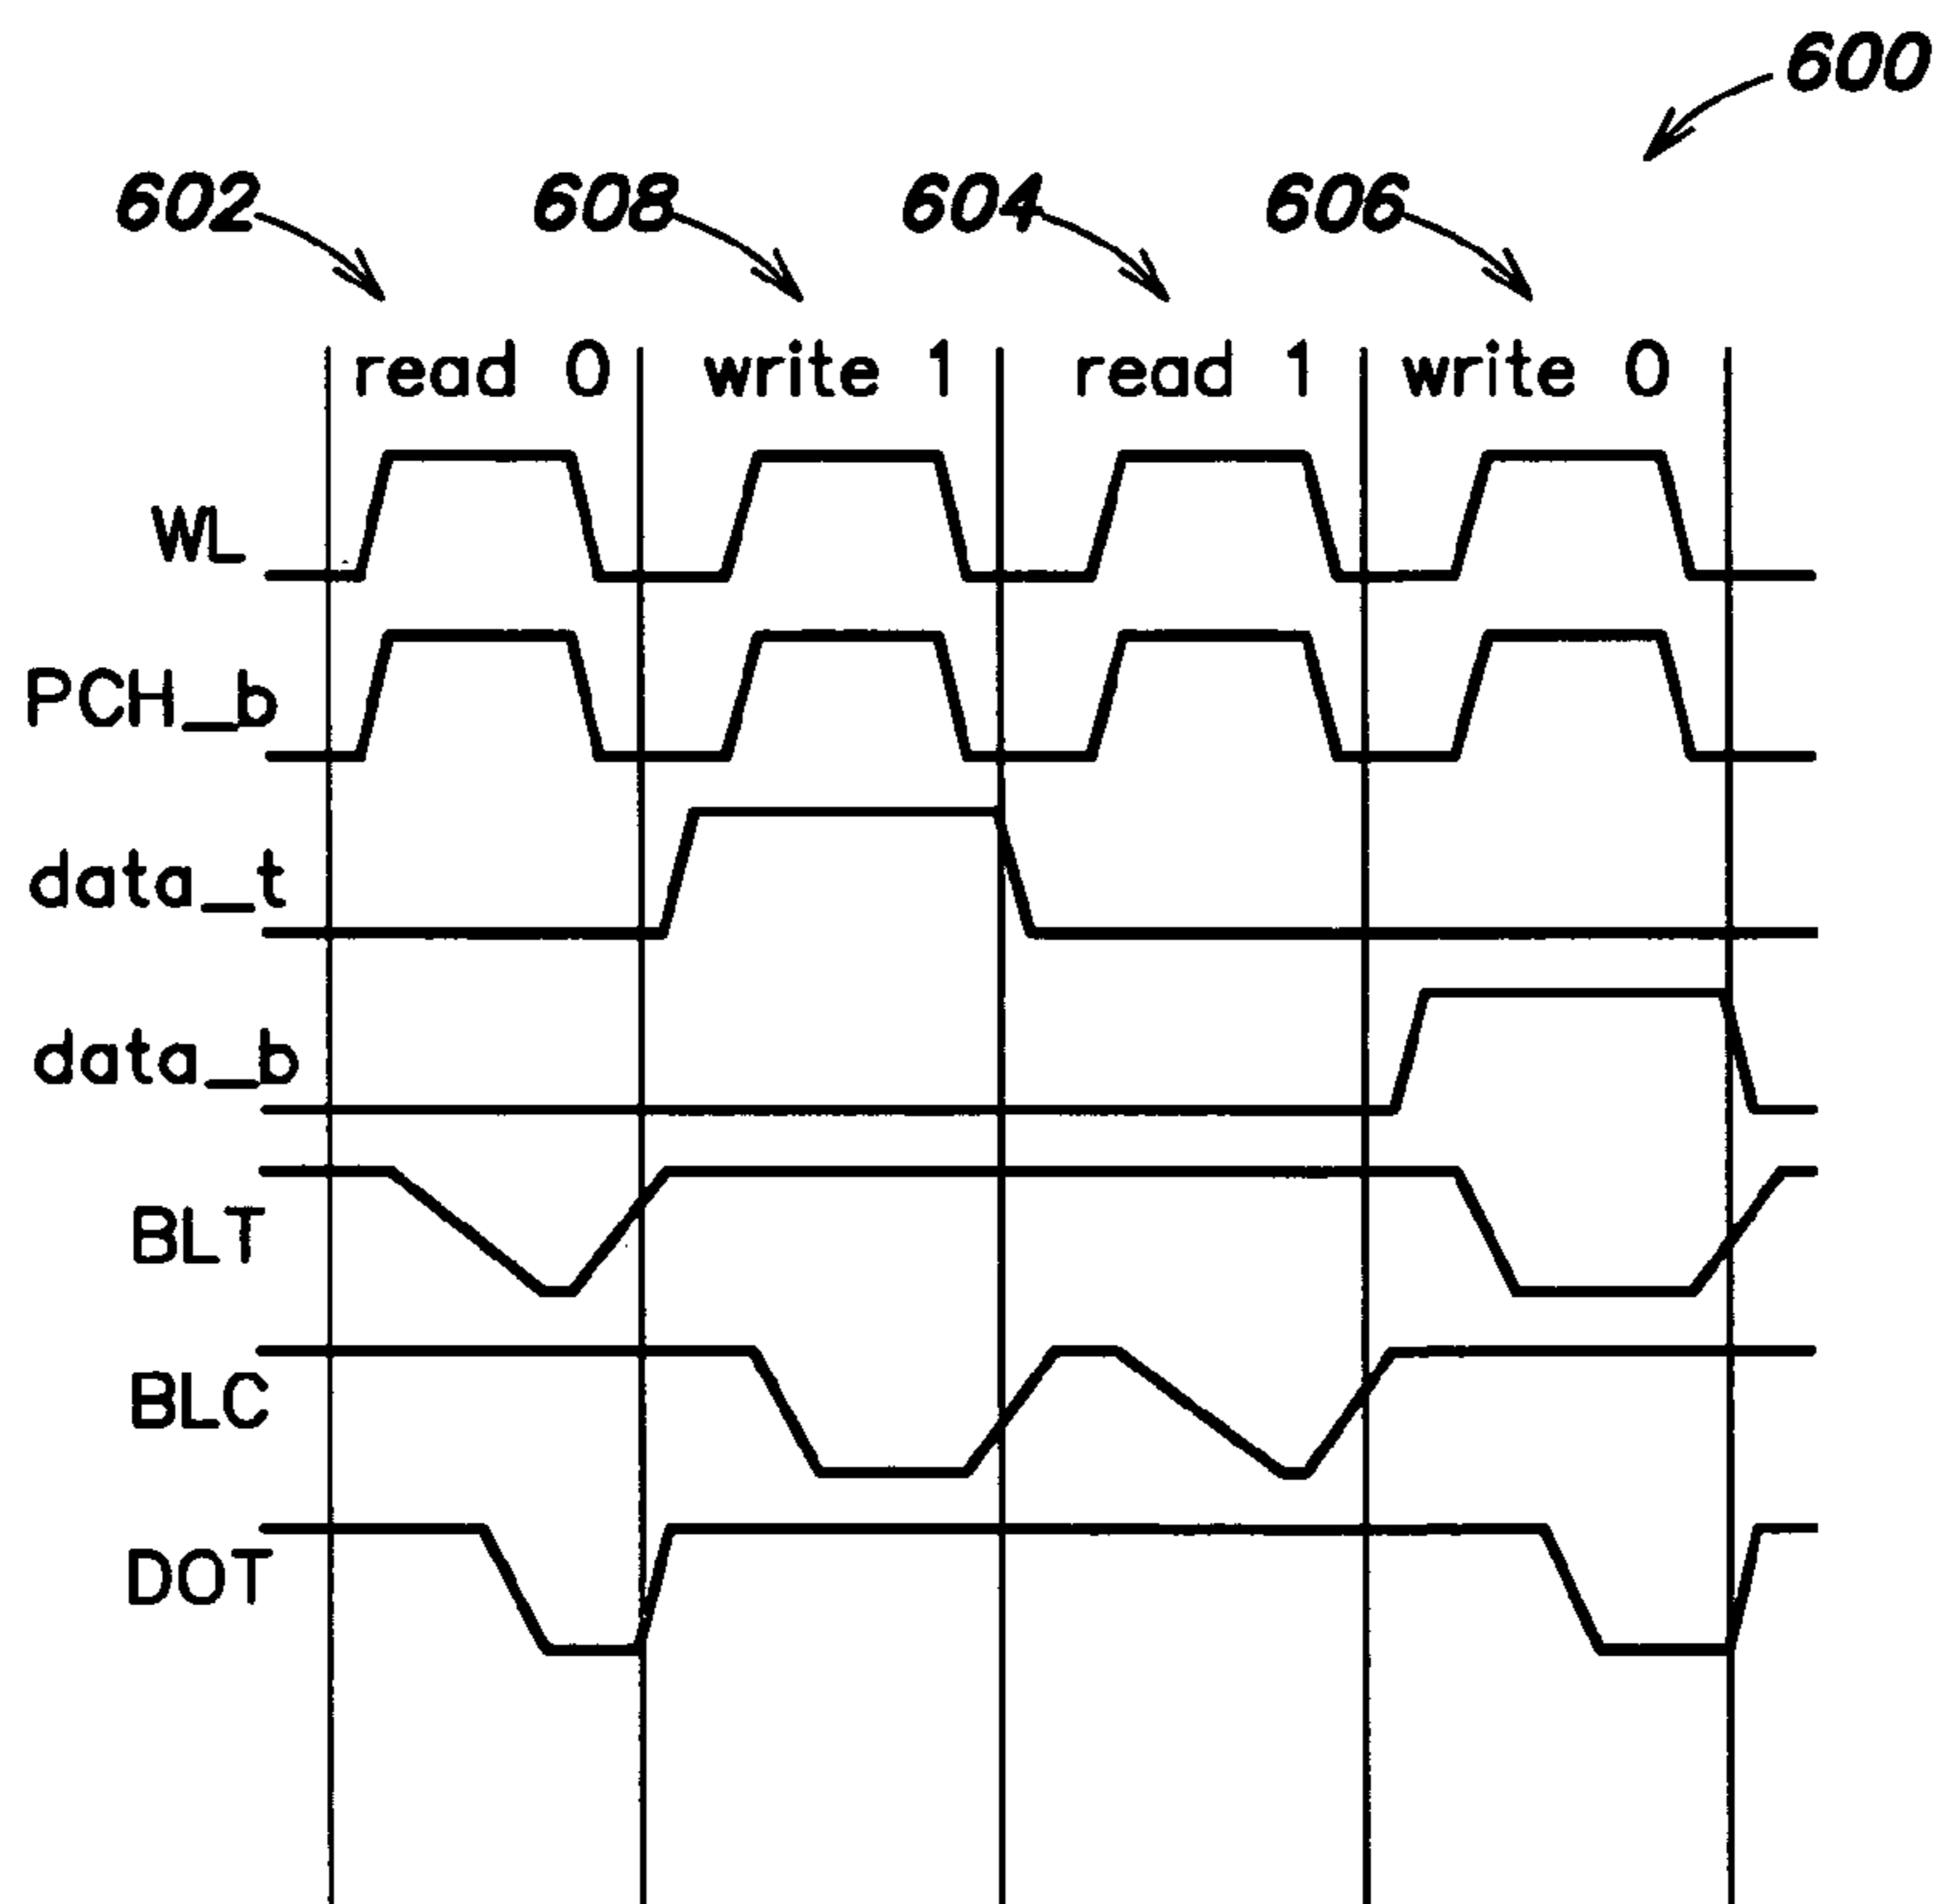 600
602 608 604 606
read 0 write 1 read 1 write 0
WL
PCH_b
data_t
data_b
BLT
BLC
DOT